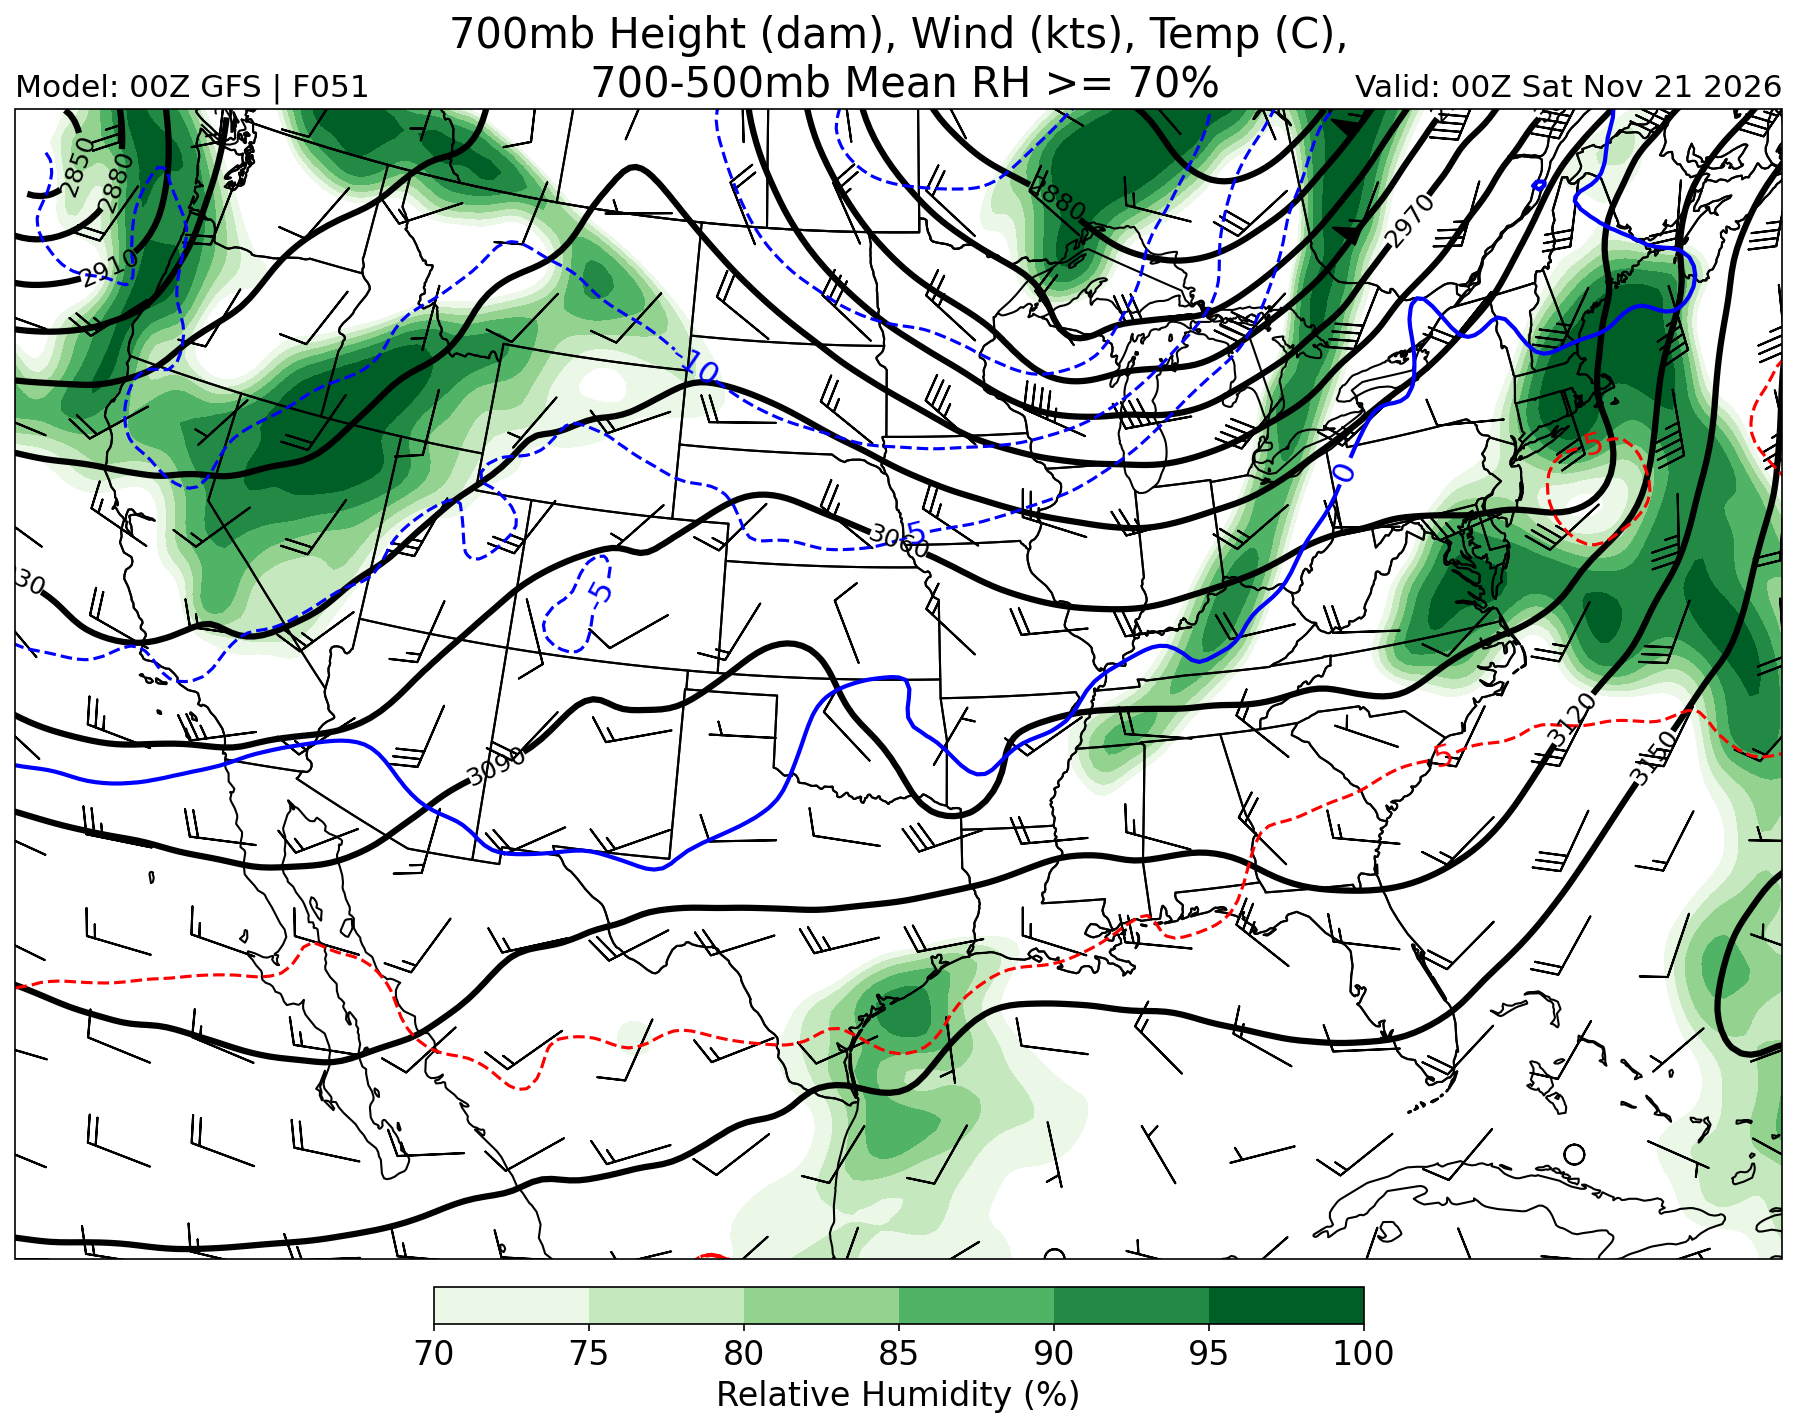 700mb Height (dam), Wind (kts), Temp (C),
Model: 00Z GFS | F051
700-500mb Mean RH >= 70%
Valid: 00Z Sat Nov 21 2026
2850
2880
2880
2910
2970
10
5
0
5
3060
5
30
5
3120
3150
3090
70 75 80 85 90 95 100
Relative Humidity (%)